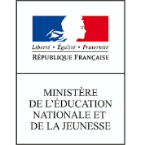 Liberté • Égalité • Fraternité
RÉPUBLIQUE FRANÇAISE
MINISTÈRE
DE L'ÉDUCATION
NATIONALE ET
DE LA JEUNESSE